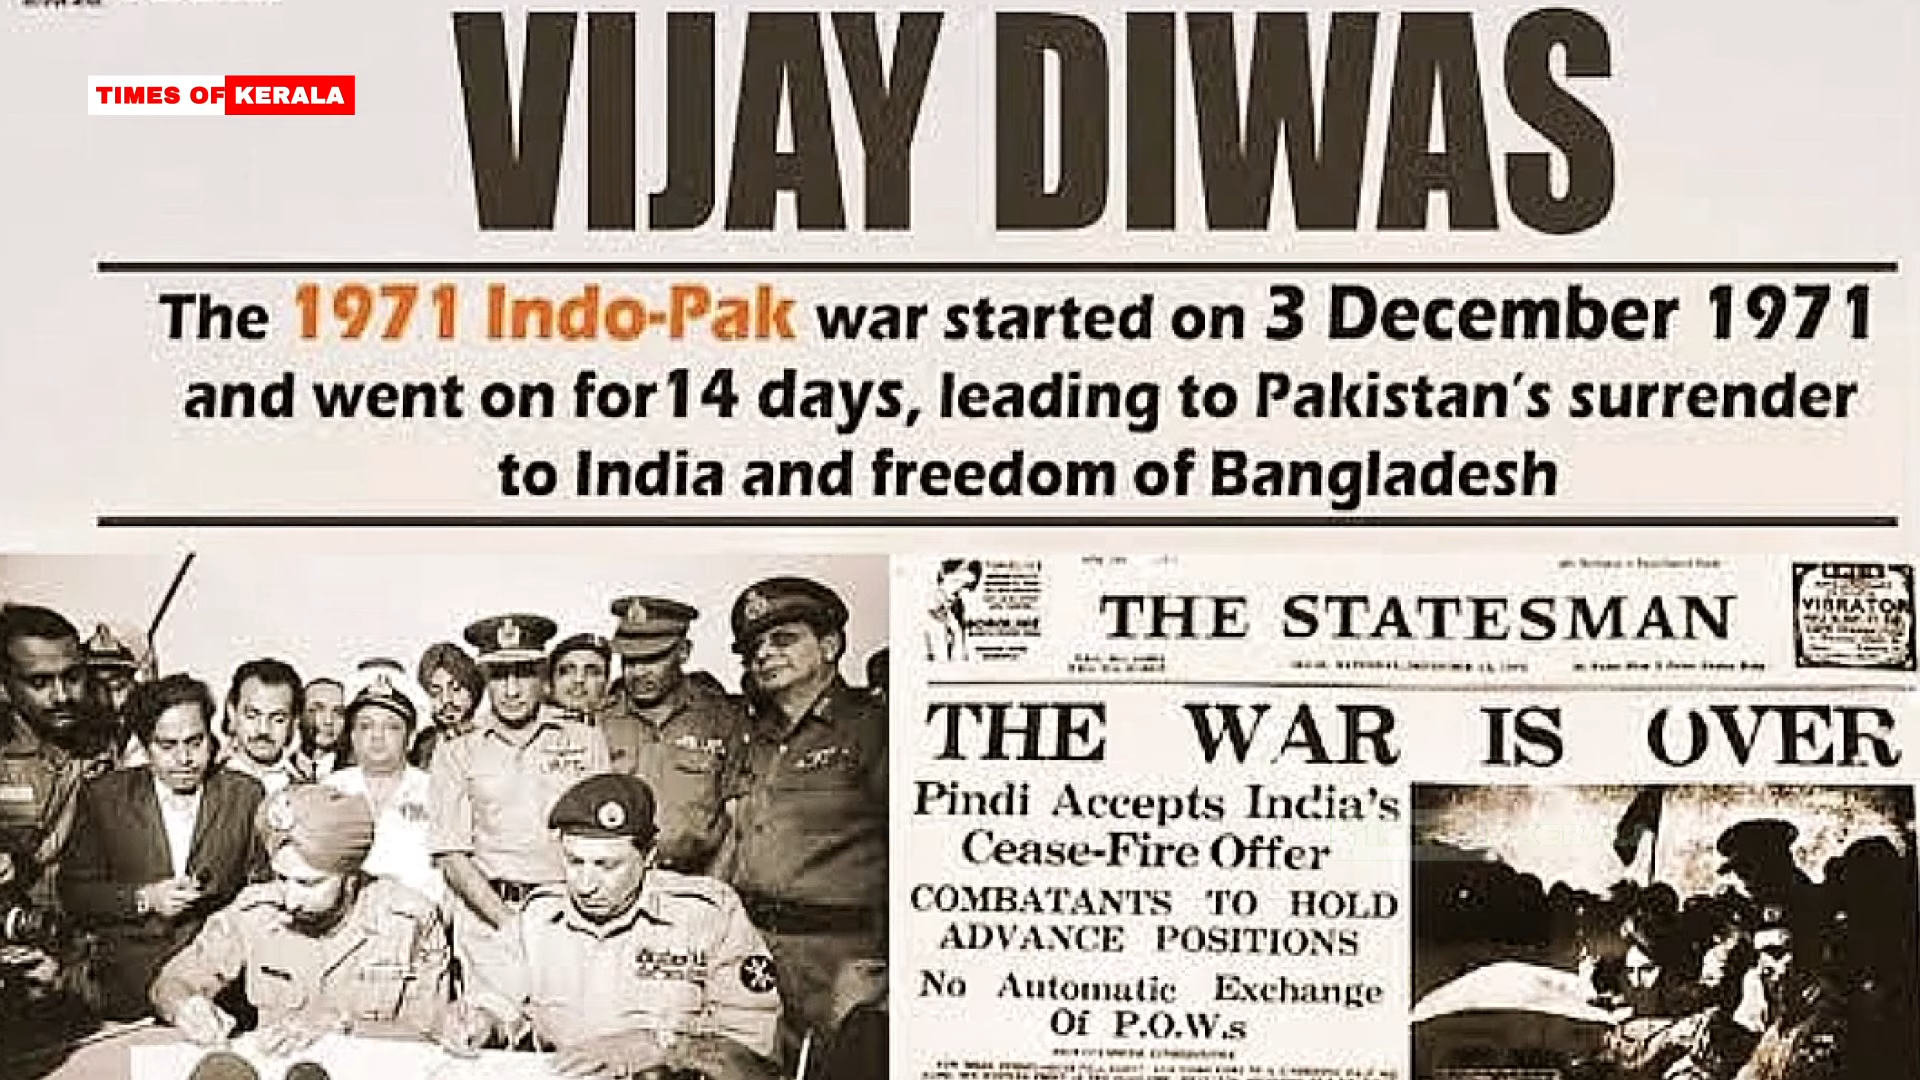 TIMES OF KERALA
VIJAY DIWAS
The 1971 Indo-Pak war started on 3 December 1971
and went on for14 days, leading to Pakistan's surrender
to India and freedom of Bangladesh
THE STATESMAN
VIBRATOR
THE WAR IS OVER
Pindi Accepts India's
Cease-Fire Offer
COMBATANTS TO HOLD
ADVANCE POSITIONS
No Automatic Exchange
Of P.O.W.s